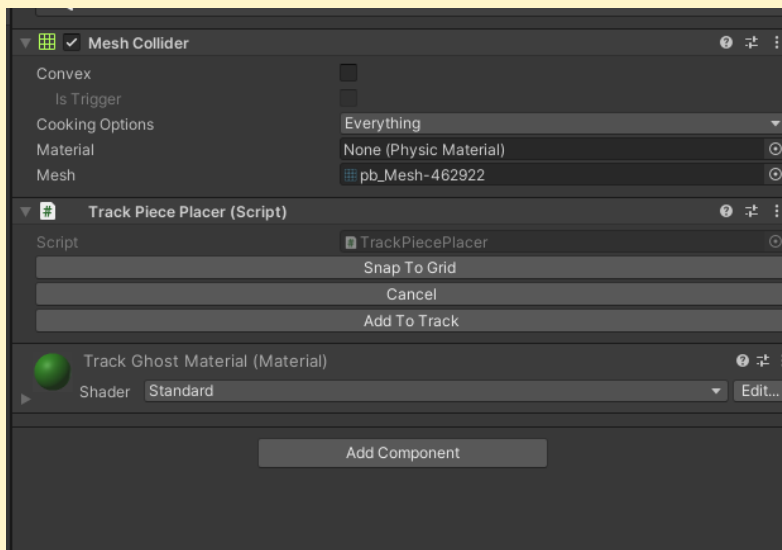 Mesh Collider
Convex
Is Trigger
Cooking Options Everything
Material None (Physic Material)
Mesh pb_Mesh-462922
# Track Piece Placer (Script)
Script # TrackPiecePlacer
Snap To Grid
Cancel
Add To Track
Track Ghost Material (Material)
Shader Standard Edit...
Add Component